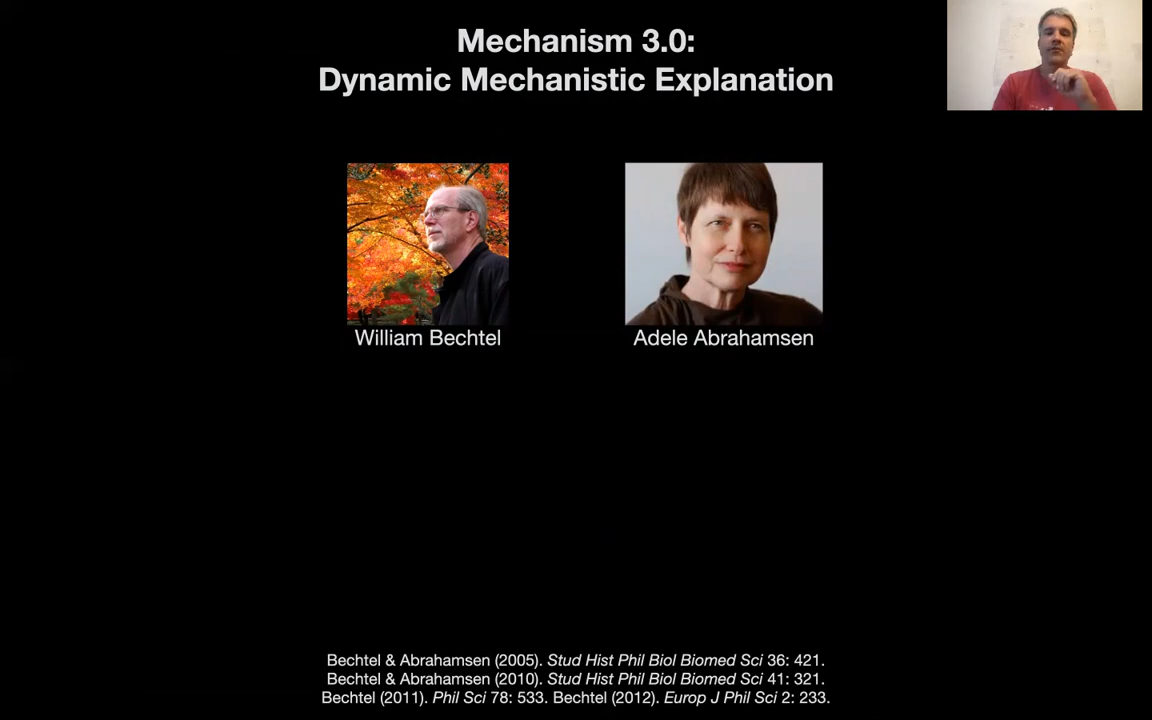 Mechanism 3.0:
Dynamic Mechanistic Explanation
William Bechtel
Adele Abrahamsen
Bechtel & Abrahamsen (2005). Stud Hist Phil Biol Biomed Sci 36: 421.
Bechtel & Abrahamsen (2010). Stud Hist Phil Biol Biomed Sci 41: 321.
Bechtel (2011). Phil Sci 78: 533. Bechtel (2012). Europ J Phil Sci 2: 233.